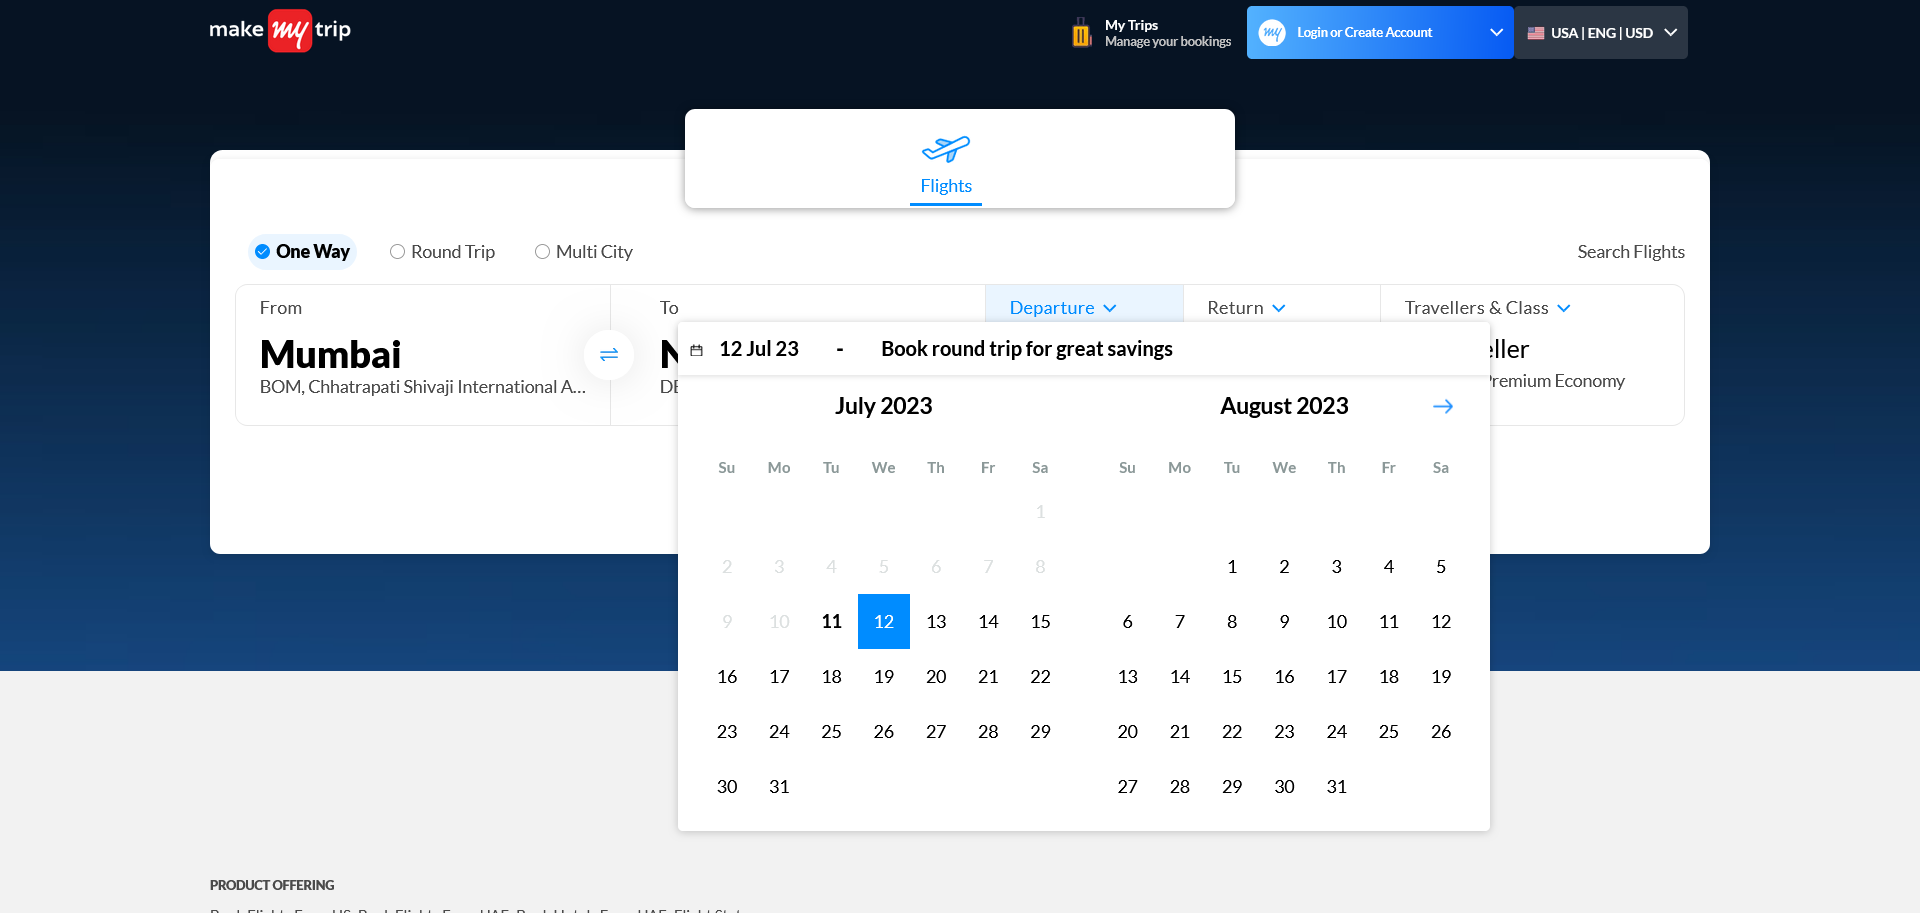 make my trip
My Trips
Manage your bookings
my
Login or Create Account
USA | ENG | USD
Flights
One Way
Round Trip
Multi City
Search Flights
From
To
Departure
Return
Travellers & Class
Mumbai
BOM, Chhatrapati Shivaji International A...
12 Jul 23 - Book round trip for great savings
Premium Economy
July 2023
August 2023
Su Mo Tu We Th Fr Sa
1
2 3 4 5 6 7 8
9 10 11 12 13 14 15
16 17 18 19 20 21 22
23 24 25 26 27 28 29
30 31
Su Mo Tu We Th Fr Sa
1 2 3 4 5
6 7 8 9 10 11 12
13 14 15 16 17 18 19
20 21 22 23 24 25 26
27 28 29 30 31
PRODUCT OFFERING